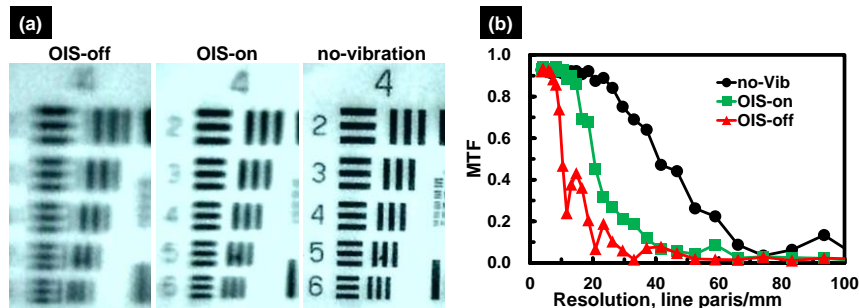 (a)
OIS-off
OIS-on
no-vibration
4
4
2
3
4
5
6
4
2
3
4
5
6
(b)
MTF
1.0
0.8
0.6
0.4
0.2
0.0
no-Vib
OIS-on
OIS-off
0 20 40 60 80 100
Resolution, line paris/mm